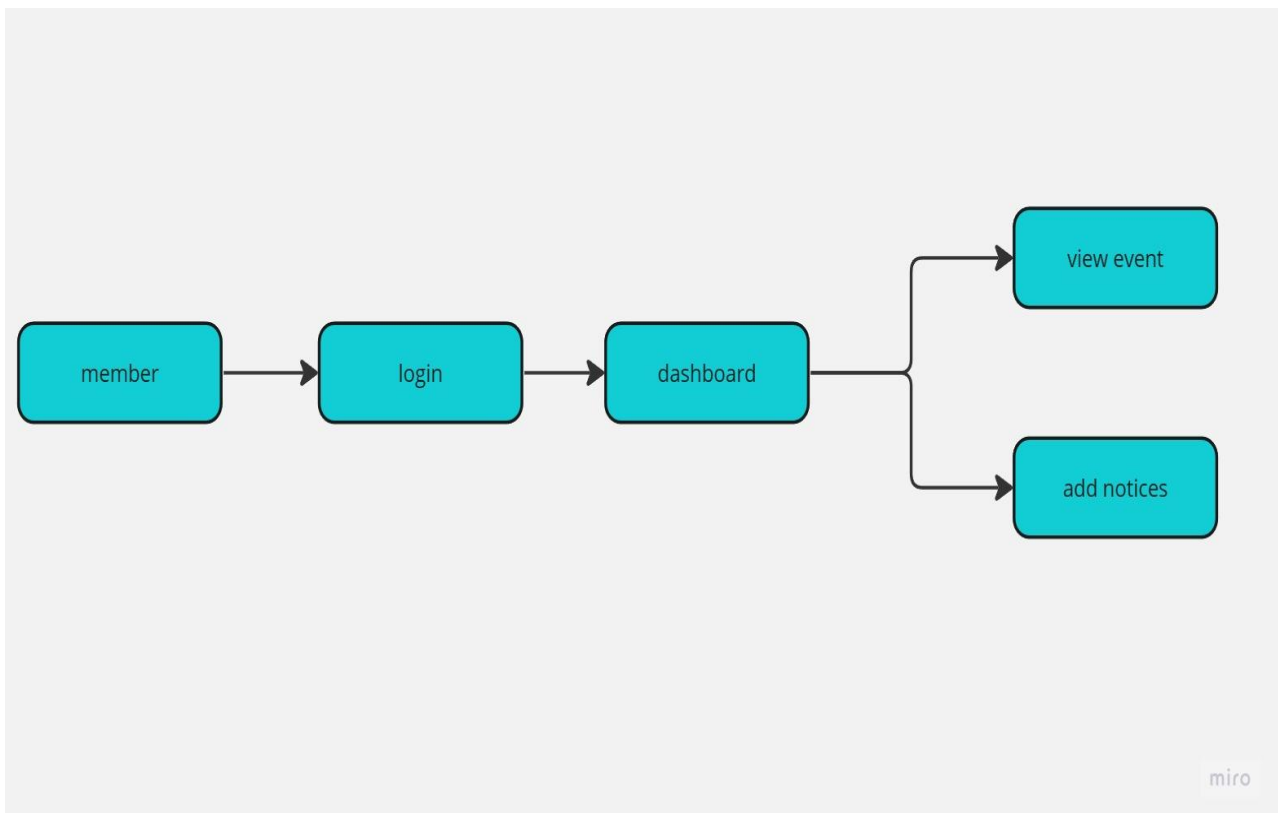 member
login
dashboard
view event
add notices
miro